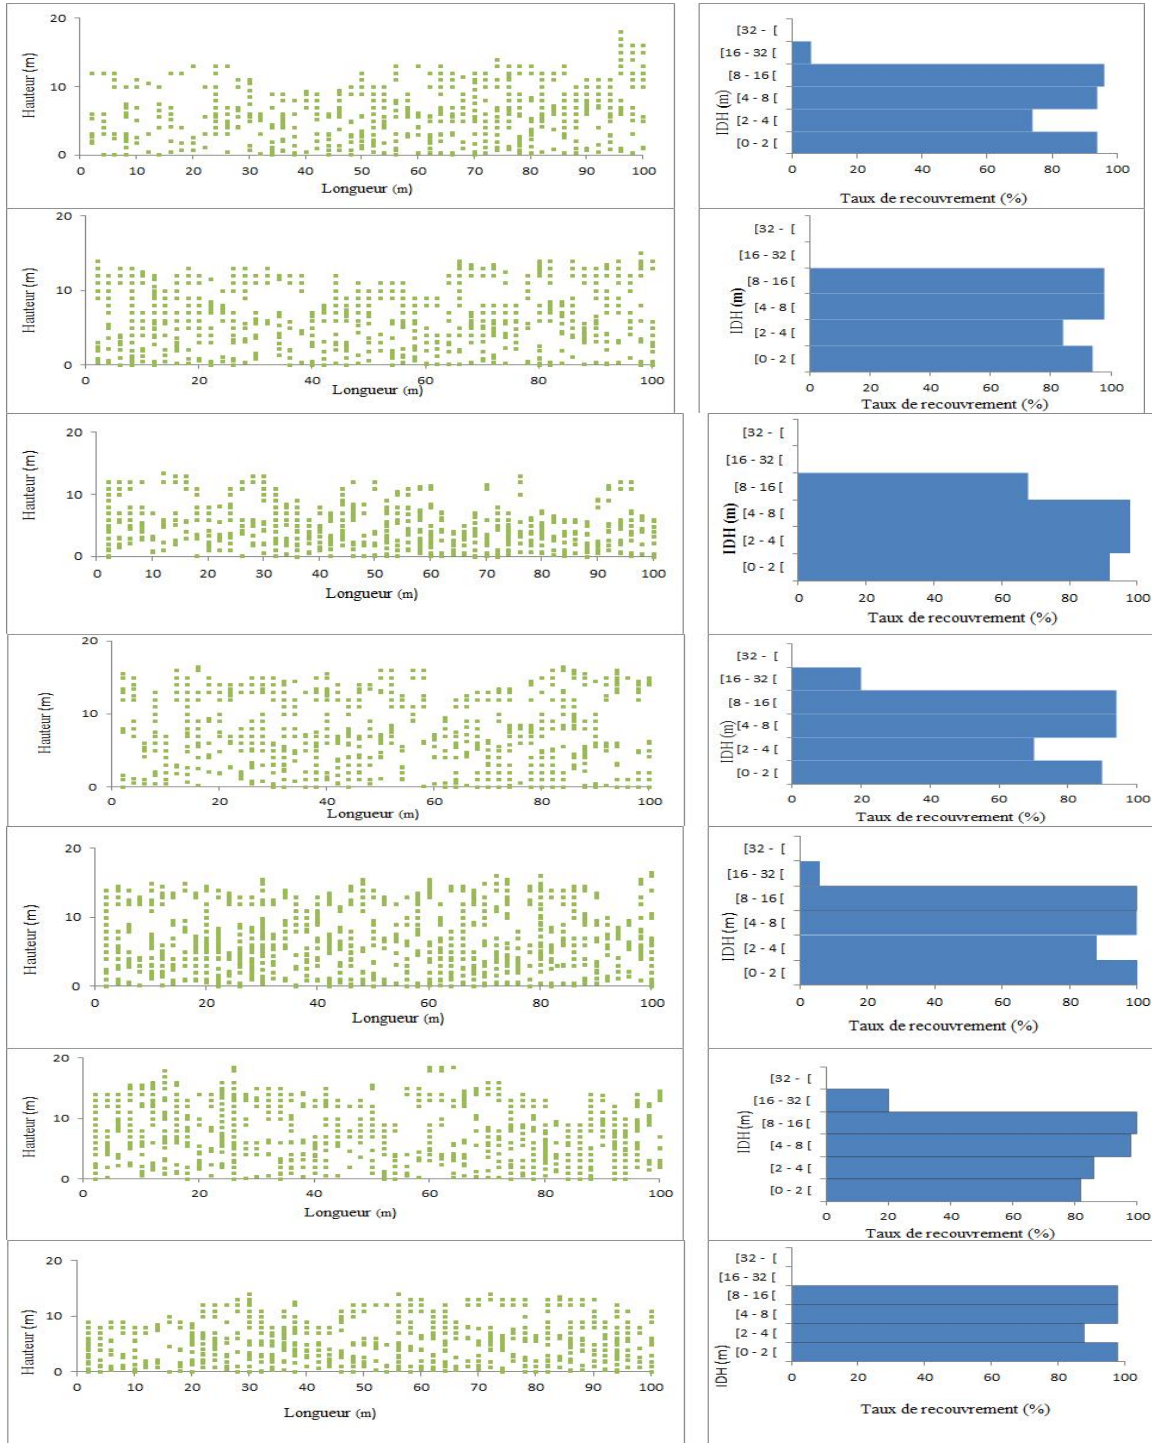 20
10
0
Hauteur (m)
0 10 20 30 40 50 60 70 80 90 100
Longueur (m)
[32 - [
[16 - 32 [
[8 - 16 [
[4 - 8 [
[2 - 4 [
[0 - 2 [
IDH (m)
0 20 40 60 80 100
Taux de recouvrement (%)
20
10
0
Hauteur (m)
0 20 40 60 80 100
Longueur (m)
[32 - [
[16 - 32 [
[8 - 16 [
[4 - 8 [
[2 - 4 [
[0 - 2 [
IDH (m)
0 20 40 60 80 100
Taux de recouvrement (%)
20
10
0
Hauteur (m)
0 10 20 30 40 50 60 70 80 90 100
Longueur (m)
[32 - [
[16 - 32 [
[8 - 16 [
[4 - 8 [
[2 - 4 [
[0 - 2 [
IDH (m)
0 20 40 60 80 100
Taux de recouvrement (%)
20
10
0
Hauteur (m)
0 20 40 60 80 100
Longueur (m)
[32 - [
[16 - 32 [
[8 - 16 [
[4 - 8 [
[2 - 4 [
[0 - 2 [
IDH (m)
0 20 40 60 80 100
Taux de recouvrement (%)
20
10
0
Hauteur (m)
0 20 40 60 80 100
Longueur (m)
[32 - [
[16 - 32 [
[8 - 16 [
[4 - 8 [
[2 - 4 [
[0 - 2 [
IDH (m)
0 20 40 60 80 100
Taux de recouvrement (%)
20
10
0
Hauteur (m)
0 20 40 60 80 100
Longueur (m)
[32 - [
[16 - 32 [
[8 - 16 [
[4 - 8 [
[2 - 4 [
[0 - 2 [
IDH (m)
0 20 40 60 80 100
Taux de recouvrement (%)
20
10
0
Hauteur (m)
0 10 20 30 40 50 60 70 80 90 100
Longueur (m)
[32 - [
[16 - 32 [
[8 - 16 [
[4 - 8 [
[2 - 4 [
[0 - 2 [
IDH (m)
0 20 40 60 80 100
Taux de recouvrement (%)